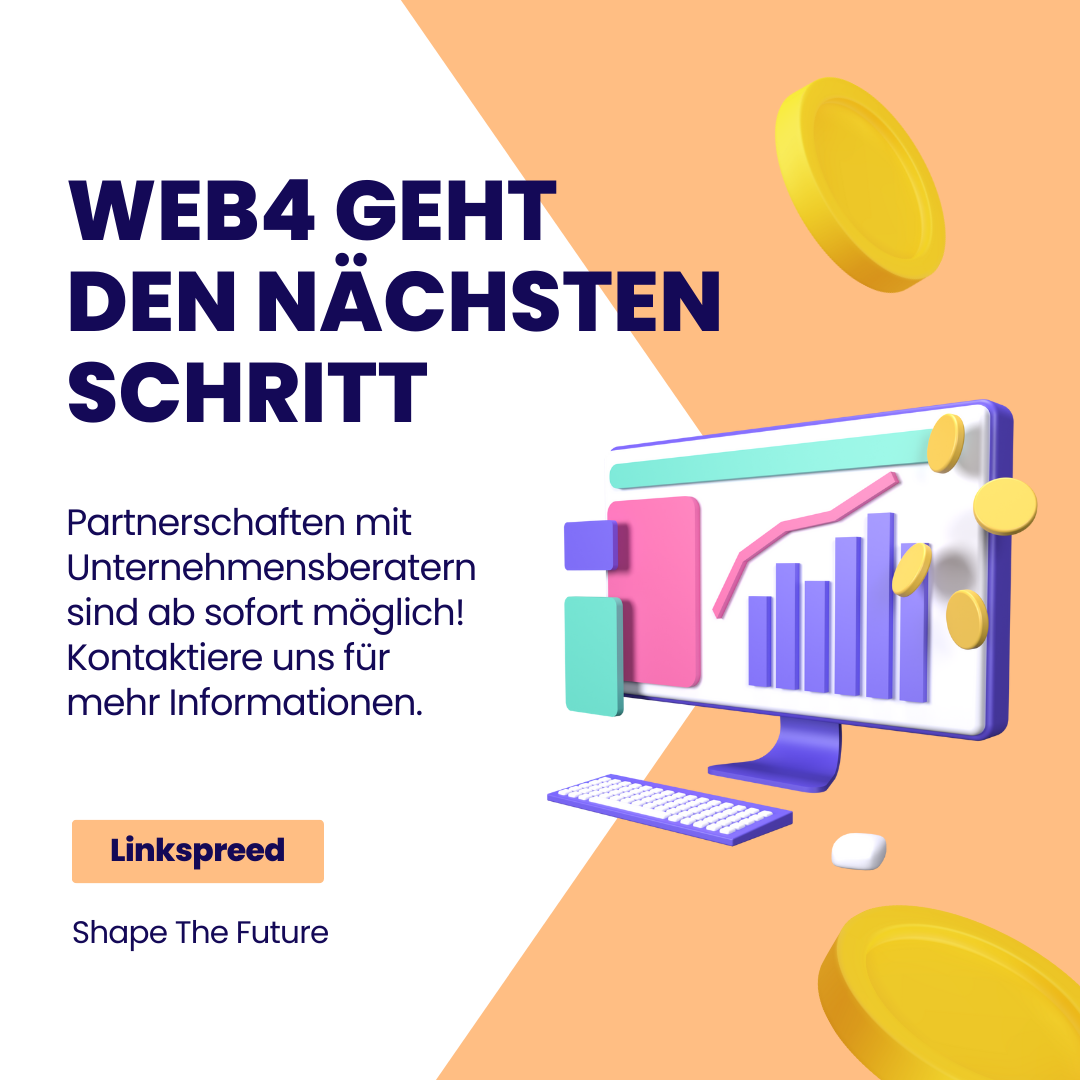 WEB4 GEHT
DEN NÄCHSTEN
SCHRITT
Partnerschaften mit
Unternehmensberatern
sind ab sofort möglich!
Kontaktiere uns für
mehr Informationen.
Linkspreed
Shape The Future